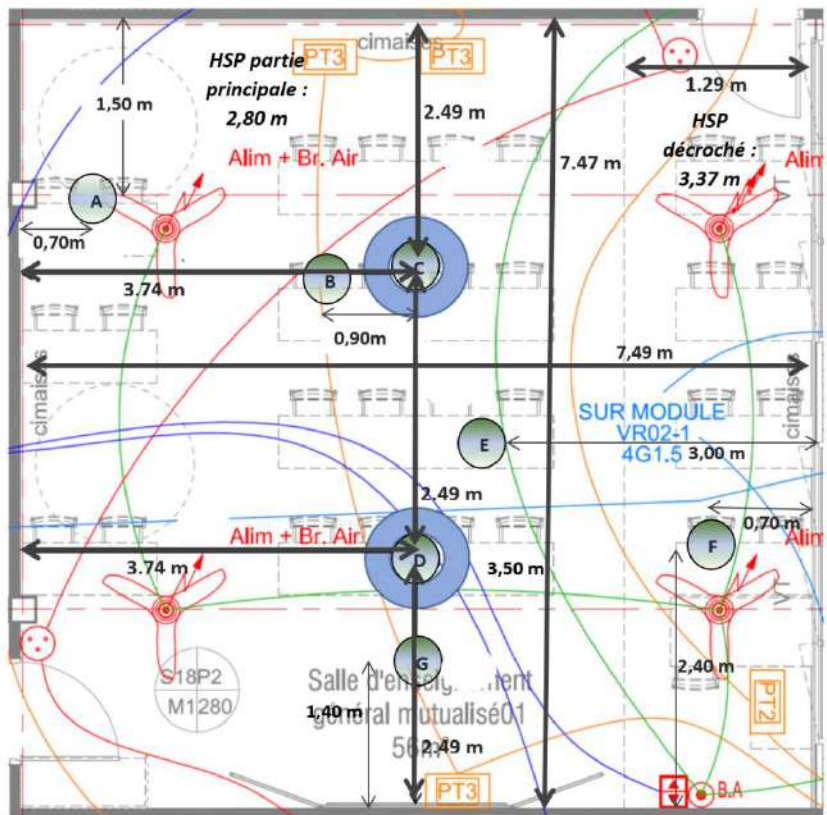 cimaises
HSP partie
principale :
2,80 m
PT3
PT3
1,50 m
2.49 m
1.29 m
HSP
décroché :
3,37 m
7.47 m
Alim + Br. Air
Alim
A
0,70m
C
B
3.74 m
0,90m
7,49 m
cimaises
cimaises
SUR MODULE
VR02-1
4G1.5
E
3,00 m
2.49 m
0,70 m
Alim + Br. Air
Alim
F
D
3.74 m
3,50 m
G
2,40 m
S18P2
M1280
Salle d'enseignement
général mutualisé01
56m²
1,40 m
2.49 m
PT2
PT3
B.A